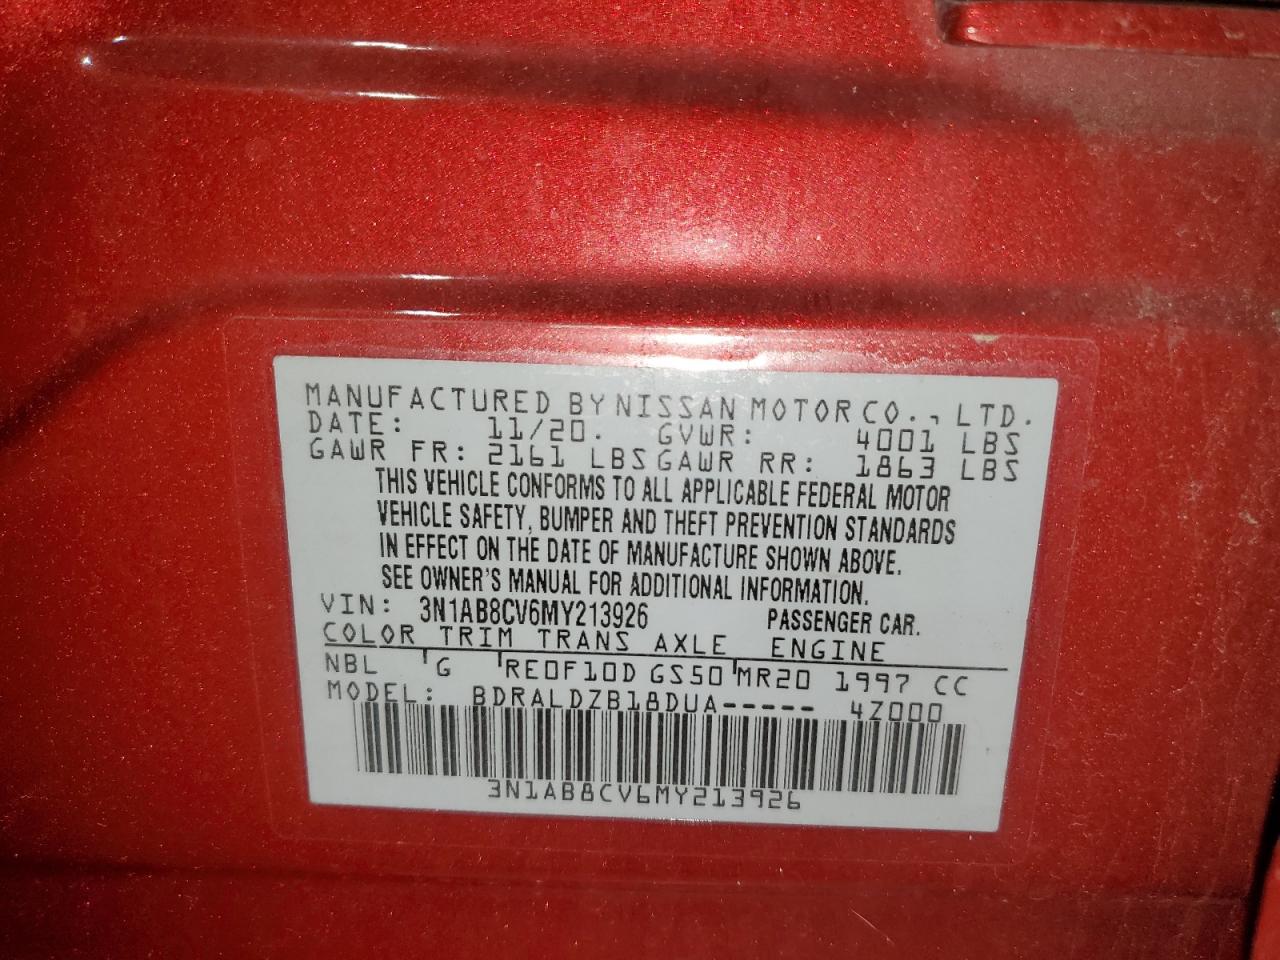 MANUFACTURED BY NISSAN MOTOR CO., LTD.
DATE: 11/20. GVWR: 4001 LBS
GAWR FR: 2161 LBS GAWR RR: 1863 LBS
THIS VEHICLE CONFORMS TO ALL APPLICABLE FEDERAL MOTOR
VEHICLE SAFETY, BUMPER AND THEFT PREVENTION STANDARDS
IN EFFECT ON THE DATE OF MANUFACTURE SHOWN ABOVE.
SEE OWNER'S MANUAL FOR ADDITIONAL INFORMATION.
VIN: 3N1AB8CV6MY213926 PASSENGER CAR.
COLOR TRIM TRANS AXLE ENGINE
NBL G RE0F10D GS50 MR20 1997 CC
MODEL: BDRALDZB18DUA----- 4Z000
3N1AB8CV6MY213926